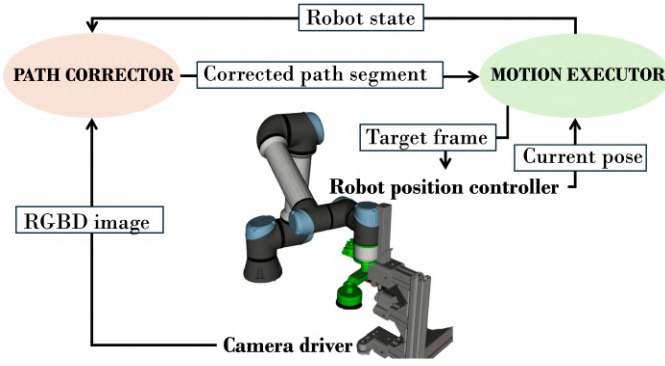 Robot state
PATH CORRECTOR
Corrected path segment
MOTION EXECUTOR
Target frame
Current pose
Robot position controller
RGBD image
Camera driver